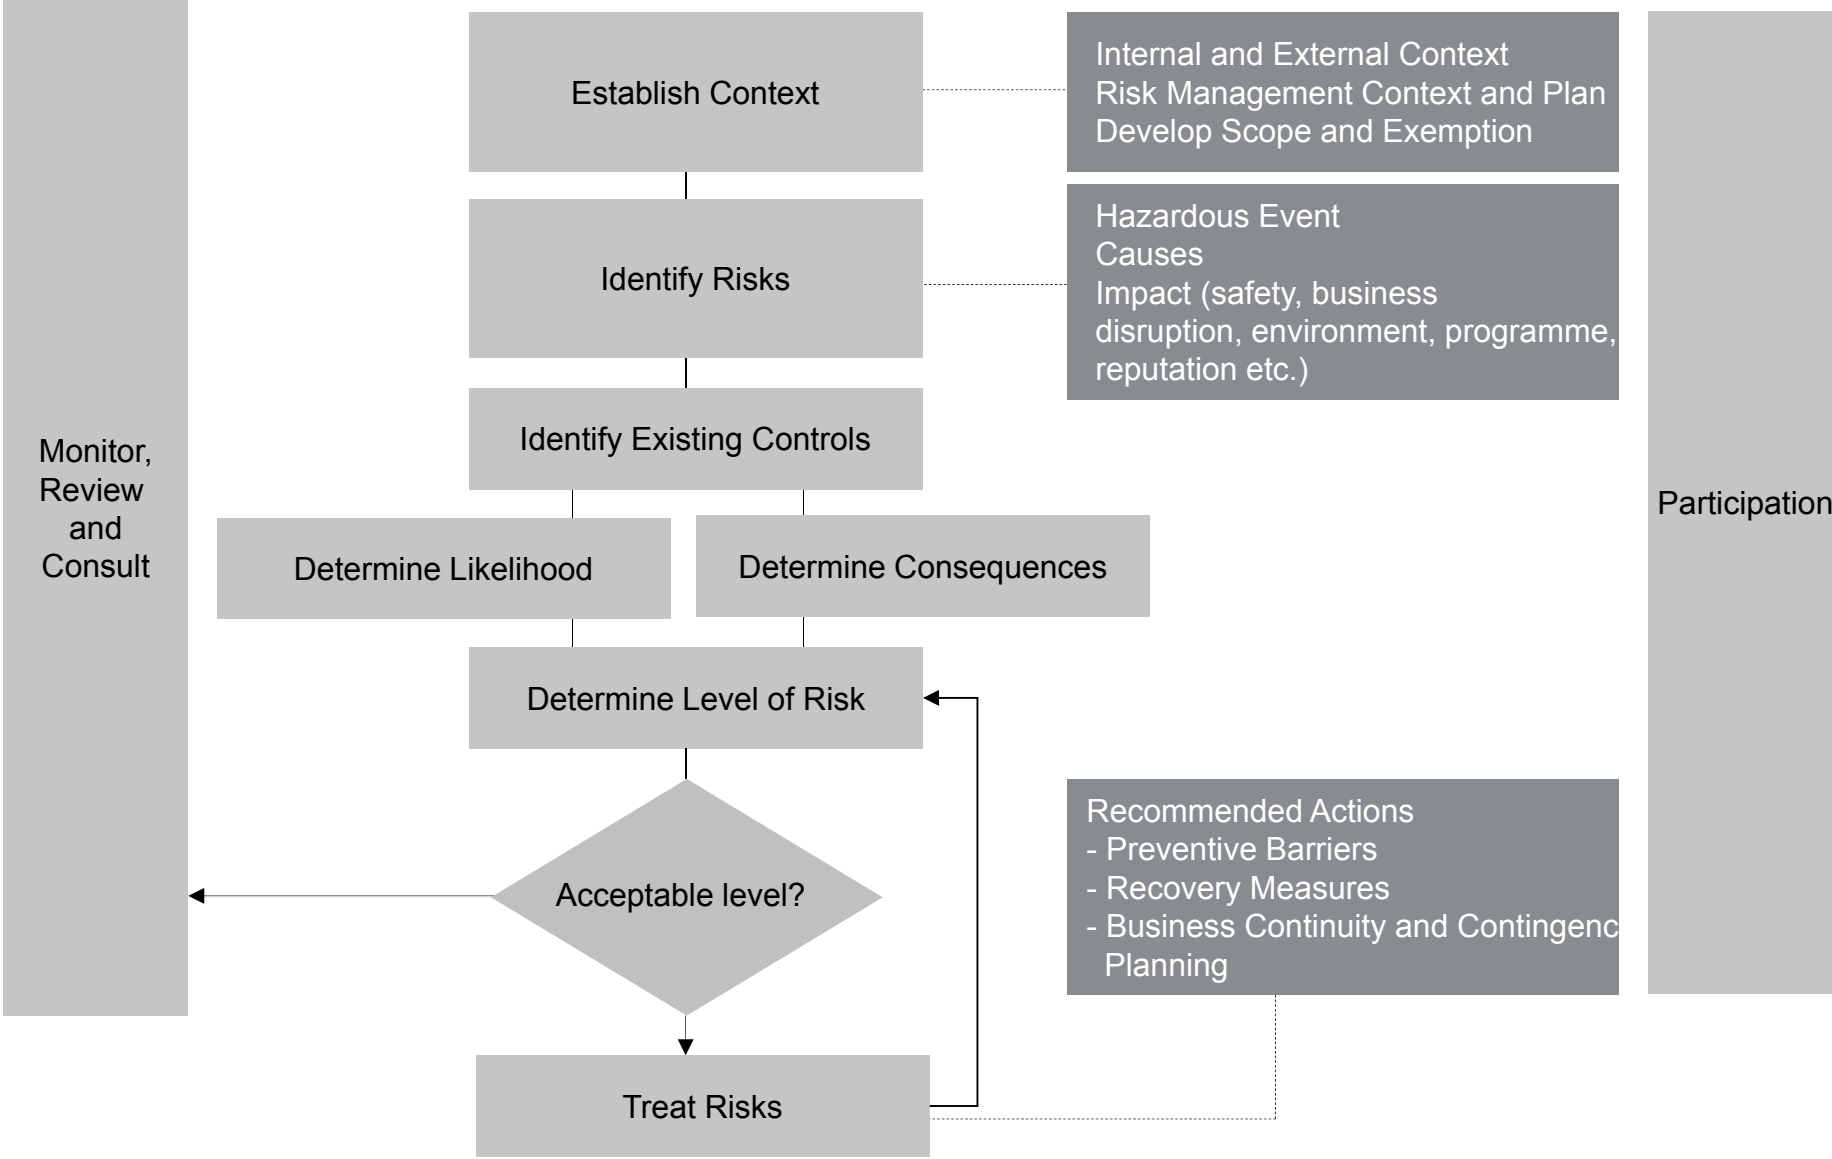 Establish Context
Internal and External Context
Risk Management Context and Plan
Develop Scope and Exemption
Identify Risks
Hazardous Event
Causes
Impact (safety, business
disruption, environment, programme,
reputation etc.)
Identify Existing Controls
Monitor,
Review
and
Consult
Participation
Determine Likelihood
Determine Consequences
Determine Level of Risk
Acceptable level?
Recommended Actions
- Preventive Barriers
- Recovery Measures
- Business Continuity and Contingenc
Planning
Treat Risks